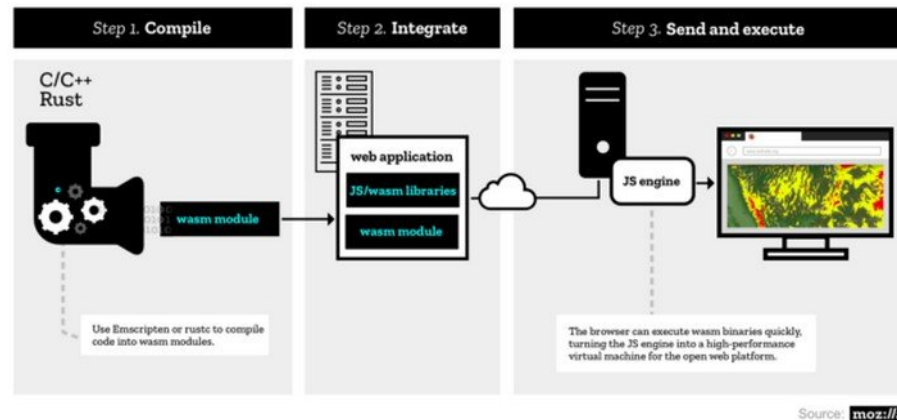 Step 1. Compile
Step 2. Integrate
Step 3. Send and execute
C/C++
Rust
wasm module
Use Emscripten or rustc to compile
code into wasm modules.
web application
JS/wasm libraries
wasm module
JS engine
The browser can execute wasm binaries quickly,
turning the JS engine into a high-performance
virtual machine for the open web platform.
Source: moz://